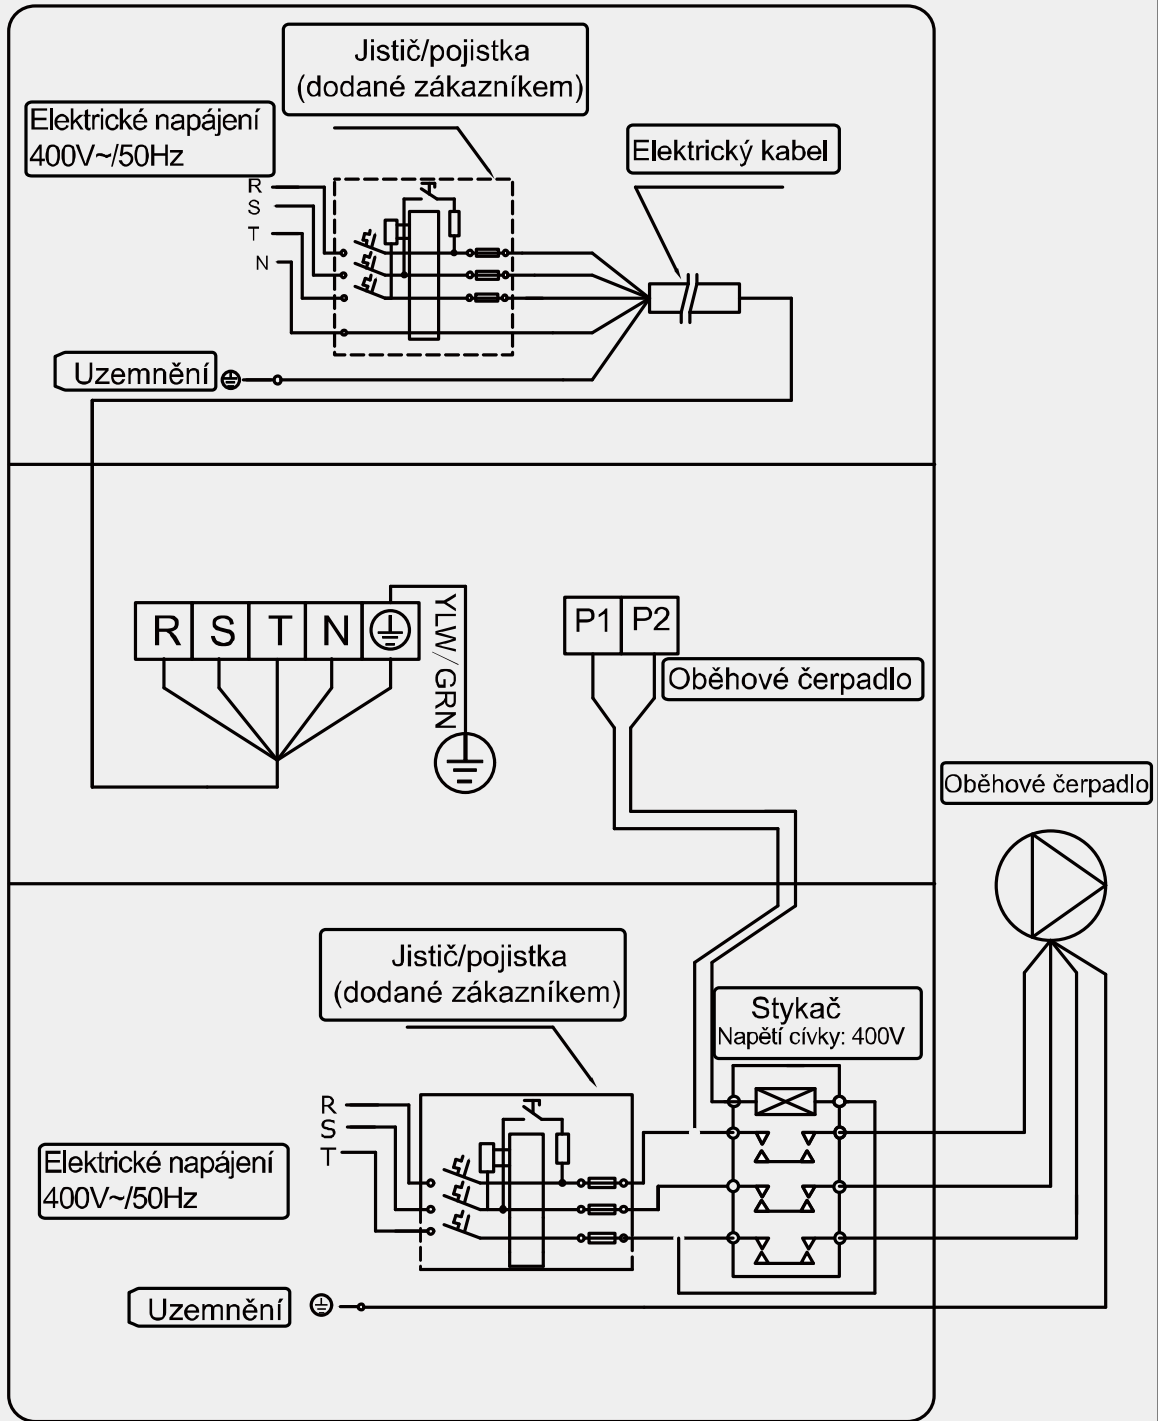 Jistič/pojistka
(dodané zákazníkem)
Elektrické napájení
400V~/50Hz
Elektrický kabel
R
S
T
N
Uzemnění
R S T N
YLW/GRN
P1 P2
Oběhové čerpadlo
Oběhové čerpadlo
Jistič/pojistka
(dodané zákazníkem)
Stykač
Napětí cívky: 400V
R
S
T
Elektrické napájení
400V~/50Hz
Uzemnění